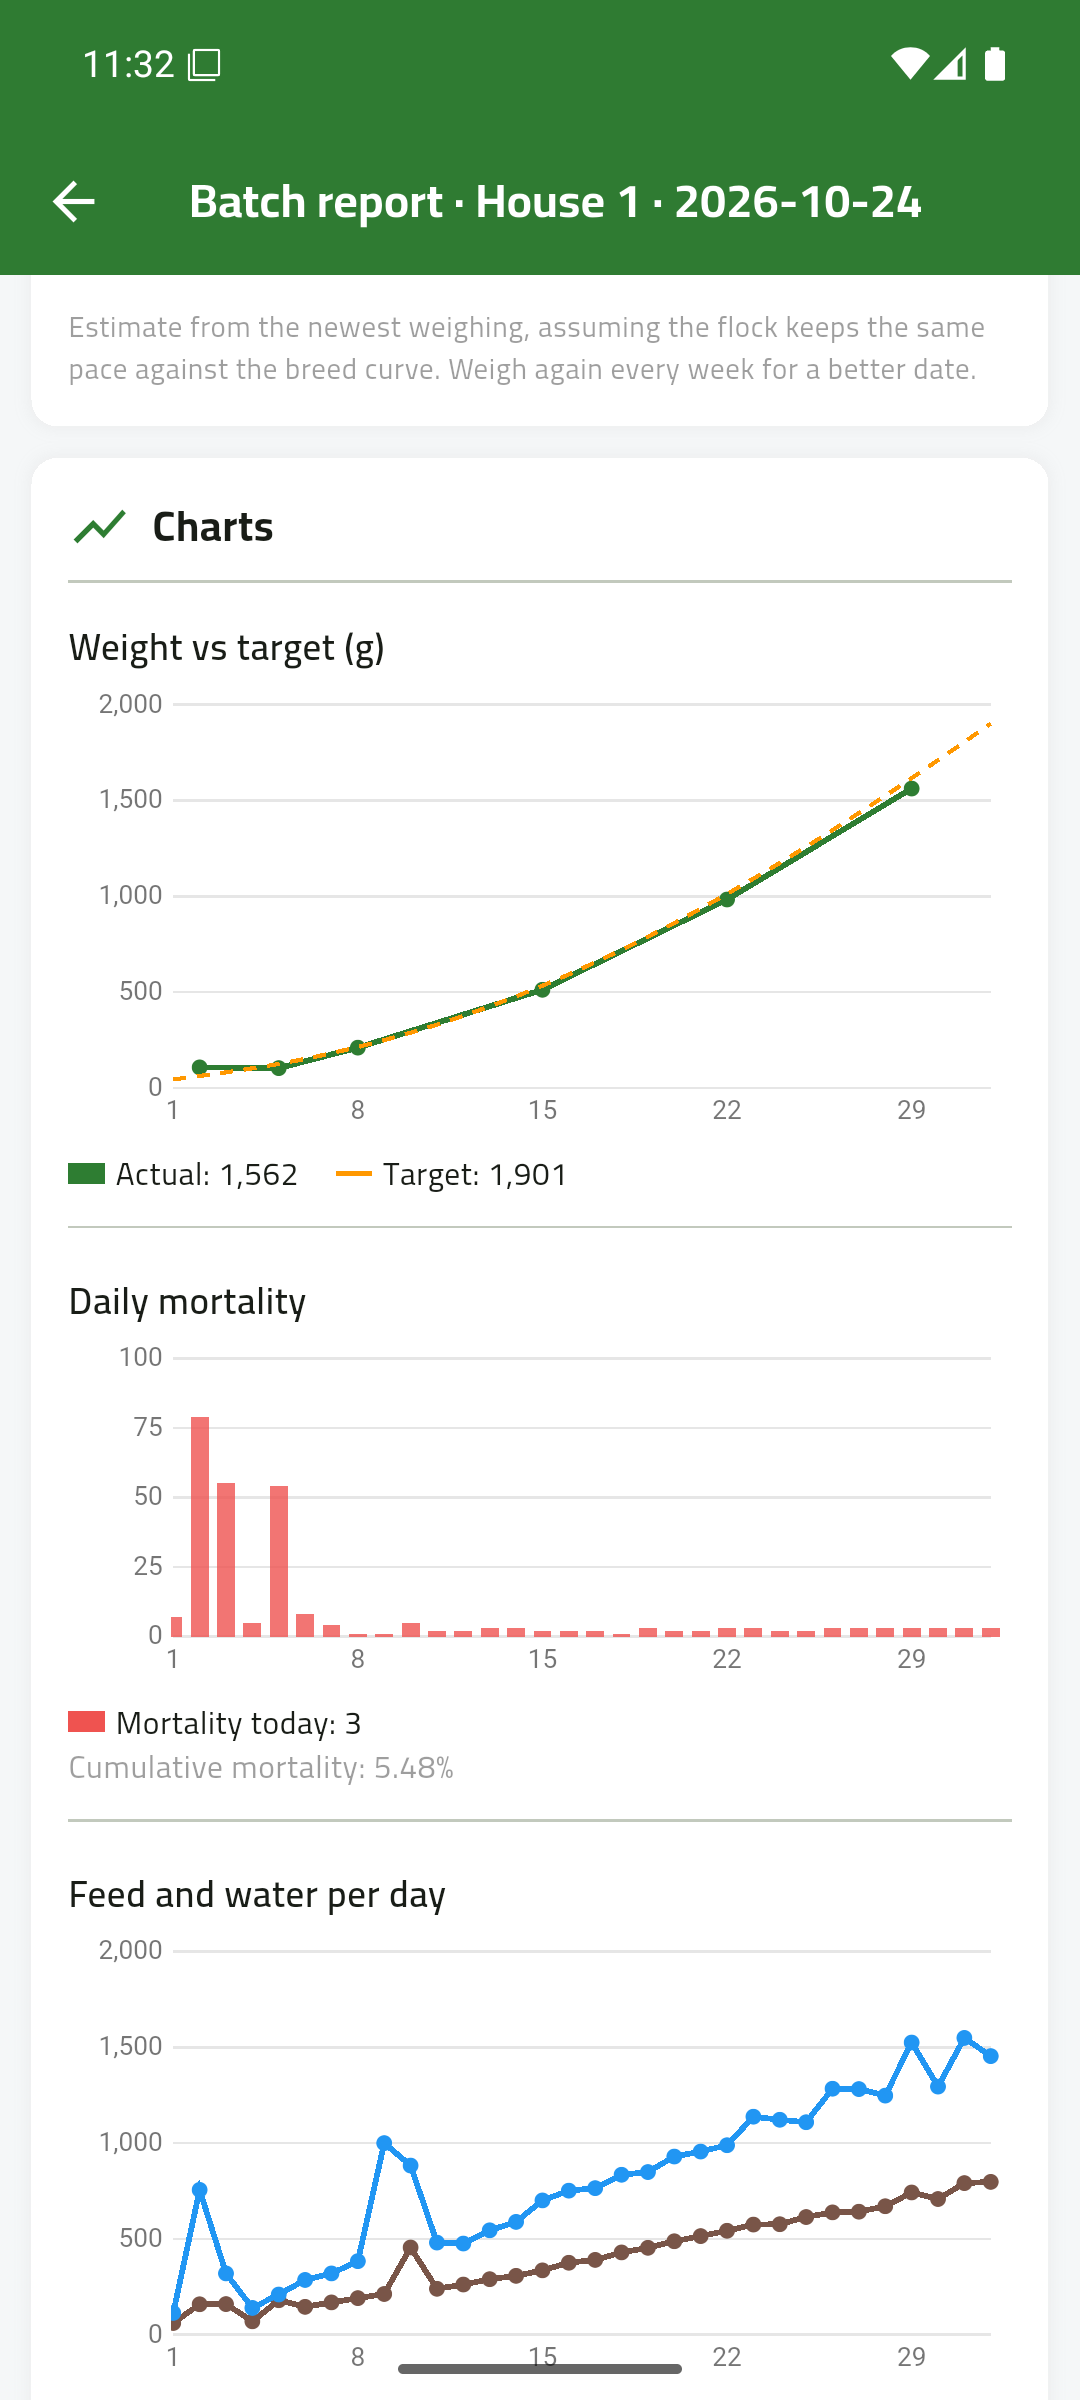 11:32
Batch report · House 1 · 2026-10-24
Estimate from the newest weighing, assuming the flock keeps the same
pace against the breed curve. Weigh again every week for a better date.
Charts
Weight vs target (g)
2,000
1,500
1,000
500
0
1 8 15 22 29
Actual: 1,562 Target: 1,901
Daily mortality
100
75
50
25
0
1 8 15 22 29
Mortality today: 3
Cumulative mortality: 5.48%
Feed and water per day
2,000
1,500
1,000
500
0
1 8 15 22 29